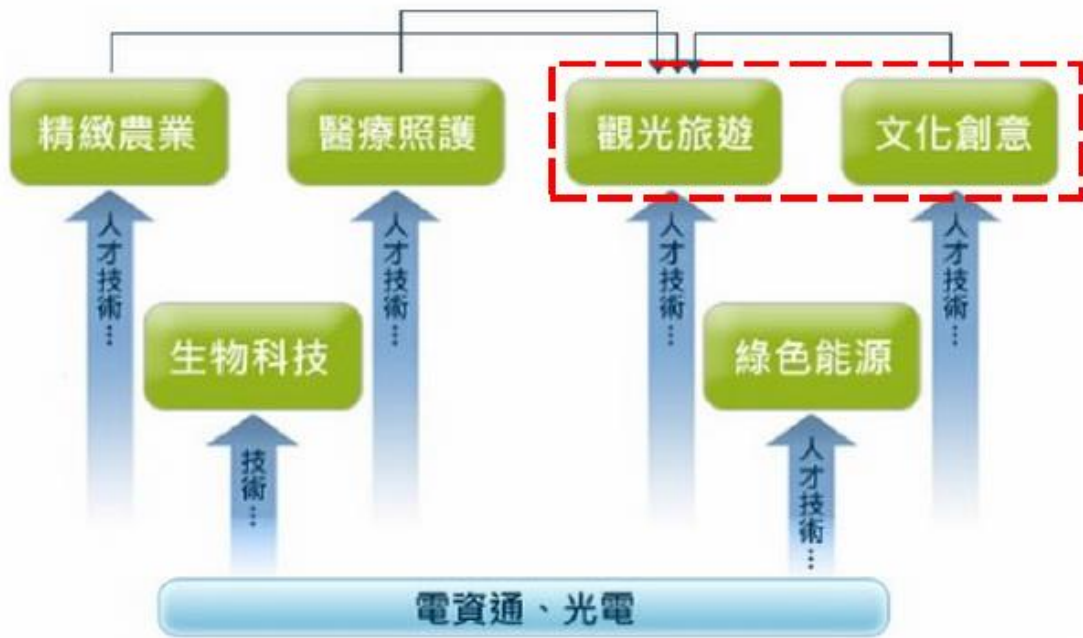 精緻農業
醫療照護
觀光旅遊
文化創意
人才技術…
人才技術…
人才技術…
人才技術…
生物科技
綠色能源
技術…
人才技術…
電資通、光電